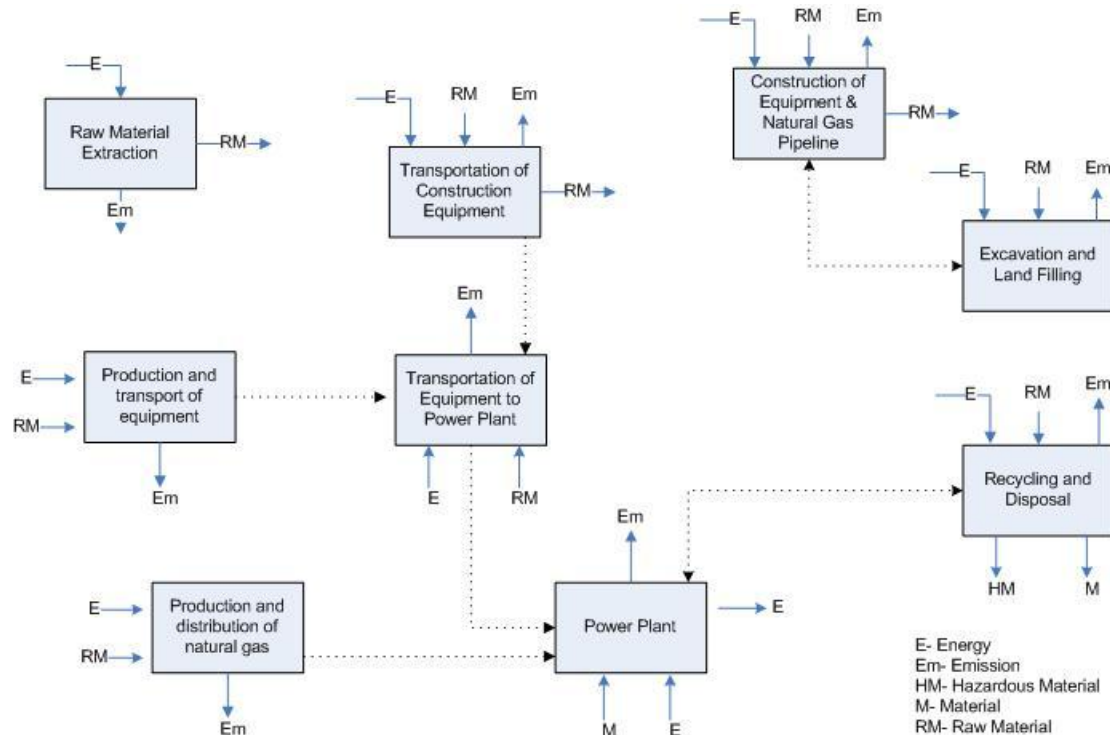 E
RM
Em
E
Raw Material
Extraction
RM
Em
E
RM
Em
Transportation of
Construction
Equipment
RM
Construction of
Equipment &
Natural Gas
Pipeline
RM
E
RM
Em
Excavation and
Land Filling
Em
E
RM
Production and
transport of
equipment
Em
Transportation of
Equipment to
Power Plant
E
RM
E
RM
Em
Recycling and
Disposal
HM
M
E
RM
Production and
distribution of
natural gas
Em
Em
Power Plant
E
M
E
E- Energy
Em- Emission
HM- Hazardous Material
M- Material
RM- Raw Material